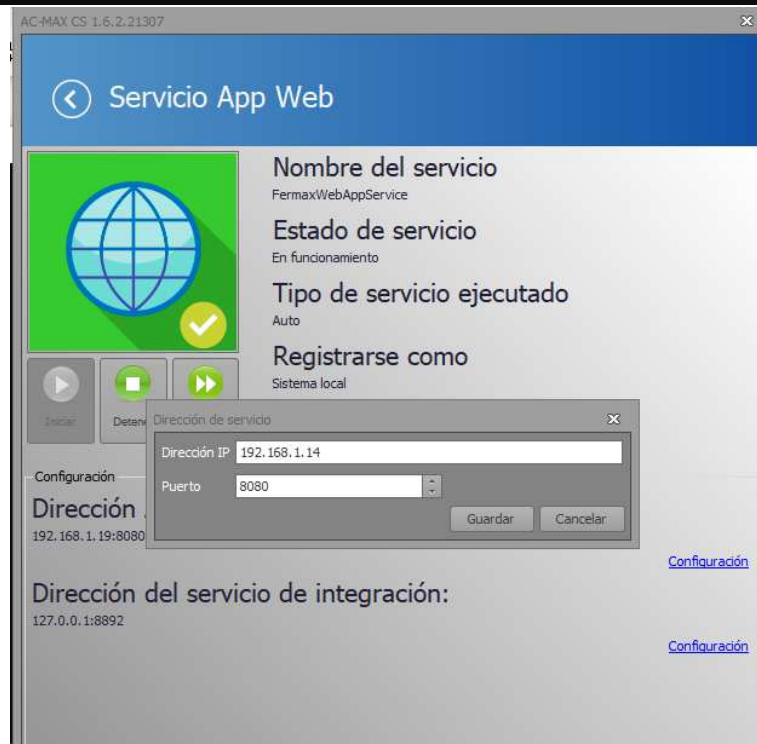 AC-MAX CS 1.6.2.21307
Servicio App Web
Nombre del servicio
FermaxWebAppService
Estado de servicio
En funcionamiento
Tipo de servicio ejecutado
Auto
Registrarse como
Sistema local
Iniciar
Deten
Dirección de servicio
Dirección IP 192.168.1.14
Puerto 8080
Guardar Cancelar
Configuración
Dirección
192.168.1.19:8080
Configuración
Dirección del servicio de integración:
127.0.0.1:8892
Configuración